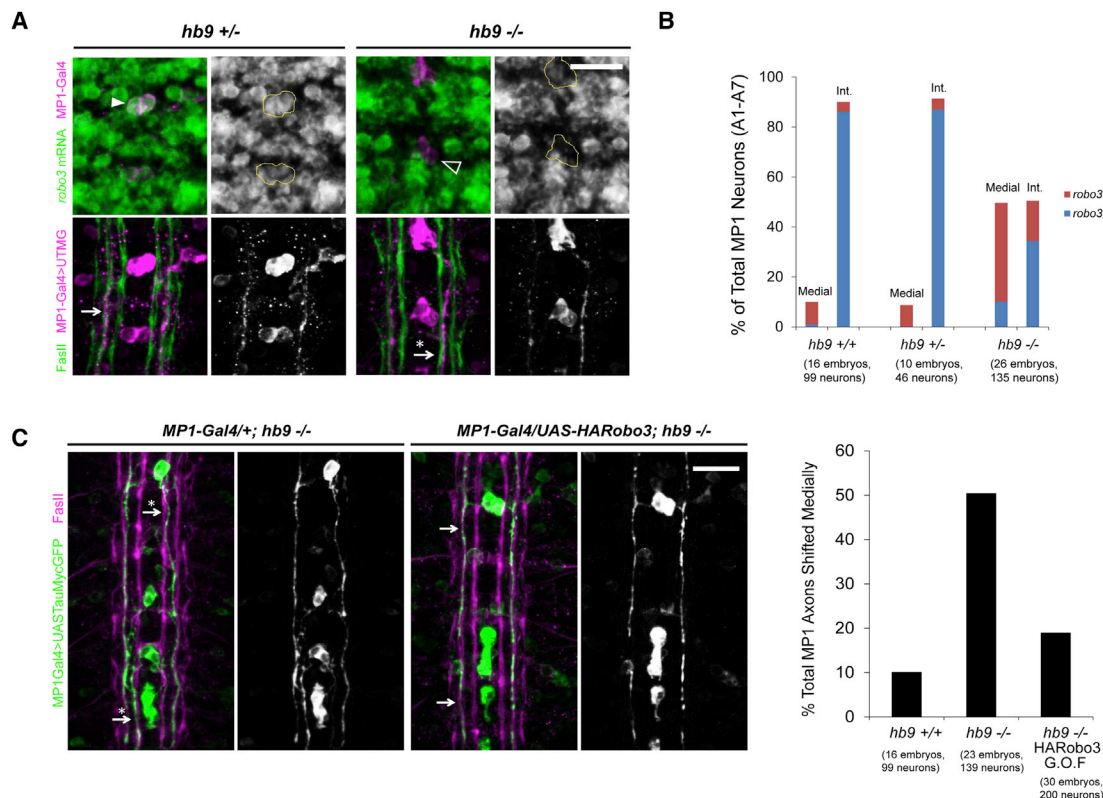 A
hb9 +/-
hb9 -/-
robo3 mRNA MP1-Gal4
FasII MP1-Gal4>UTMG
*
B
% of Total MP1 Neurons (A1-A7)
100
80
60
40
20
0
Medial
Int.
Medial
Int.
Medial
Int.
robo3
robo3
hb9 +/+
(16 embryos,
99 neurons)
hb9 +/-
(10 embryos,
46 neurons)
hb9 -/-
(26 embryos,
135 neurons)
C
MP1-Gal4/+; hb9 -/-
MP1-Gal4/UAS-HARobo3; hb9 -/-
MP1Gal4>UASTauMycGFP FasII
*
*
% Total MP1 Axons Shifted Medially
60
50
40
30
20
10
0
hb9 +/+
(16 embryos,
99 neurons)
hb9 -/-
(23 embryos,
139 neurons)
hb9 -/-
HARobo3
G.O.F
(30 embryos,
200 neurons)